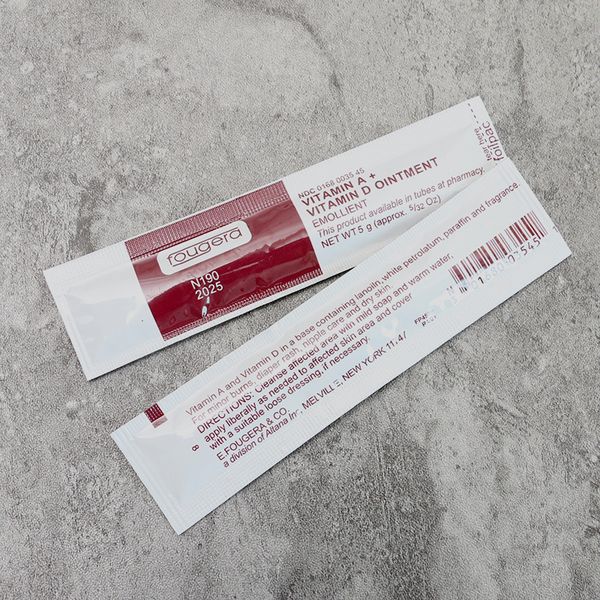 fougera
N190
2025
NDC 0168 0035 45
VITAMIN A +
VITAMIN D OINTMENT
EMOLLIENT
This product available in tubes at pharmacy.
NET WT 5 g (approx. 5/32 Oz)
tear here
foilpac
Vitamin A and Vitamin D in a base containing lanolin, white petrolatum, paraffin and fragrance.
For minor burns, diaper rash, nipple care and dry skin.
DIRECTIONS: Cleanse affected area with mild soap and warm water,
apply liberally as needed to affected skin area and cover
with a suitable loose dressing, if necessary.
E.FOUGERA & CO.
a division of Altana MELVILLE, NEW YORK
8